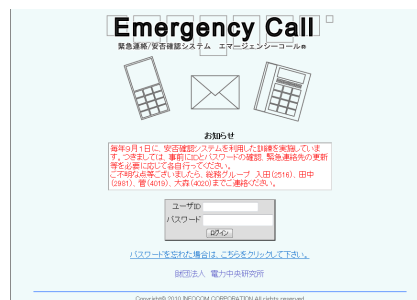 Emergency Call
緊急連絡/安否確認システム エマージェンシーコール®
お知らせ
毎年9月1日に、安否確認システムを利用した訓練を実施していま
す。つきましては、事前にIDとパスワードの確認、緊急連絡先の更新
等を必要に応じて各自行ってください。
ご不明な点等ございましたら、総務グループ 入田(2516)、田中
(2981)、菅(4019)、大森(4020)までご連絡ください。
ユーザID
パスワード
ログイン
パスワードを忘れた場合は、こちらをクリックして下さい。
財団法人 電力中央研究所
Copyright© 2010 INFOCOM CORPORATION All rights reserved.